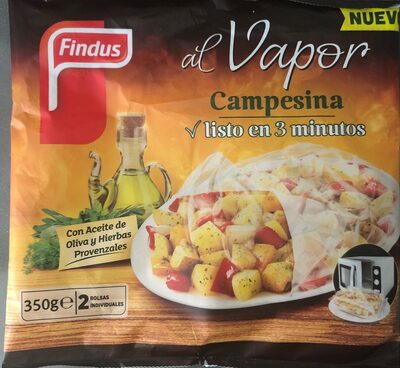 NUEV
Findus
al Vapor
Campesina
√ listo en 3 minutos
Con Aceite de
Oliva y Hierbas
Provenzales
350g e 2 BOLSAS
INDIVIDUALES